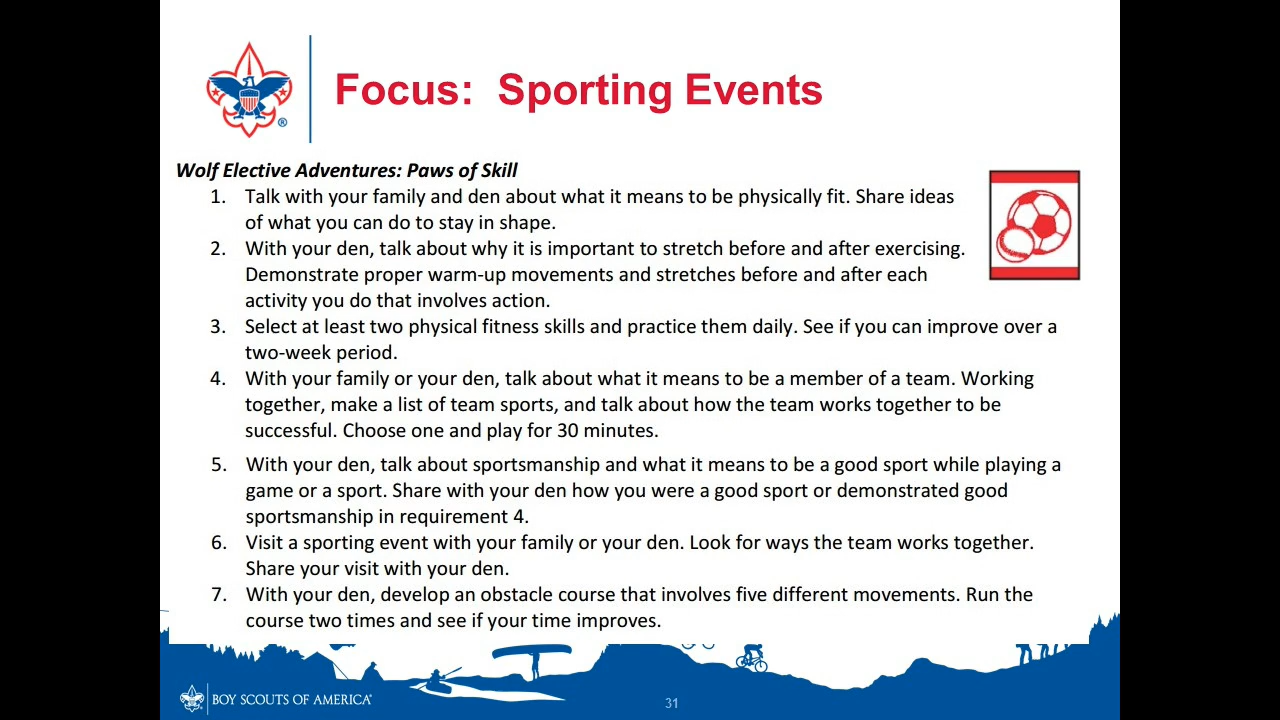 Focus: Sporting Events
Wolf Elective Adventures: Paws of Skill
1. Talk with your family and den about what it means to be physically fit. Share ideas
of what you can do to stay in shape.
2. With your den, talk about why it is important to stretch before and after exercising.
Demonstrate proper warm-up movements and stretches before and after each
activity you do that involves action.
3. Select at least two physical fitness skills and practice them daily. See if you can improve over a
two-week period.
4. With your family or your den, talk about what it means to be a member of a team. Working
together, make a list of team sports, and talk about how the team works together to be
successful. Choose one and play for 30 minutes.
5. With your den, talk about sportsmanship and what it means to be a good sport while playing a
game or a sport. Share with your den how you were a good sport or demonstrated good
sportsmanship in requirement 4.
6. Visit a sporting event with your family or your den. Look for ways the team works together.
Share your visit with your den.
7. With your den, develop an obstacle course that involves five different movements. Run the
course two times and see if your time improves.
BOY SCOUTS OF AMERICA®
31